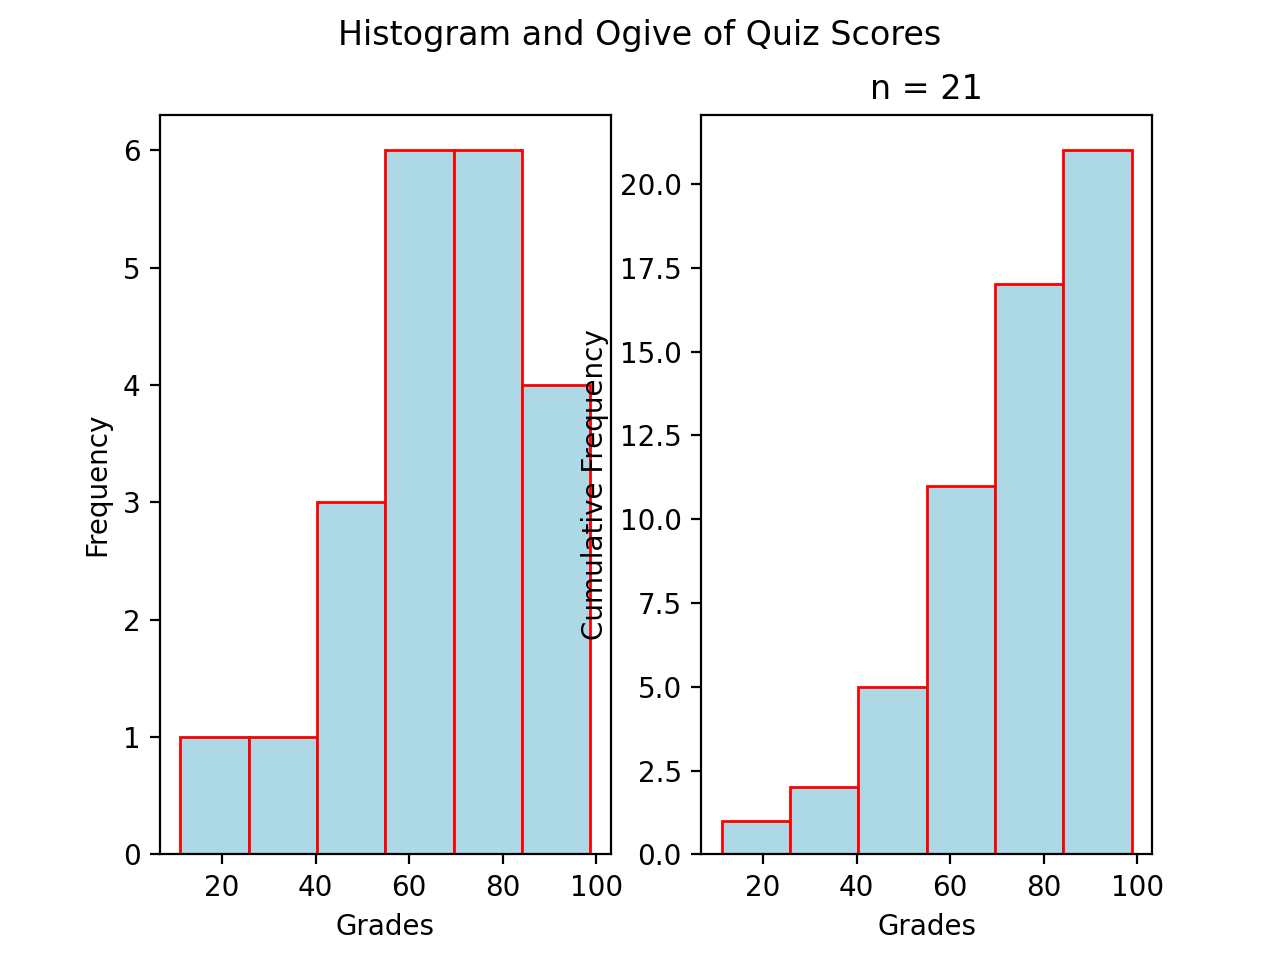 Histogram and Ogive of Quiz Scores
6
5
4
3
2
1
0
Frequency
20 40 60 80 100
Grades
n = 21
20.0
17.5
15.0
12.5
10.0
7.5
5.0
2.5
0.0
Cumulative Frequency
20 40 60 80 100
Grades